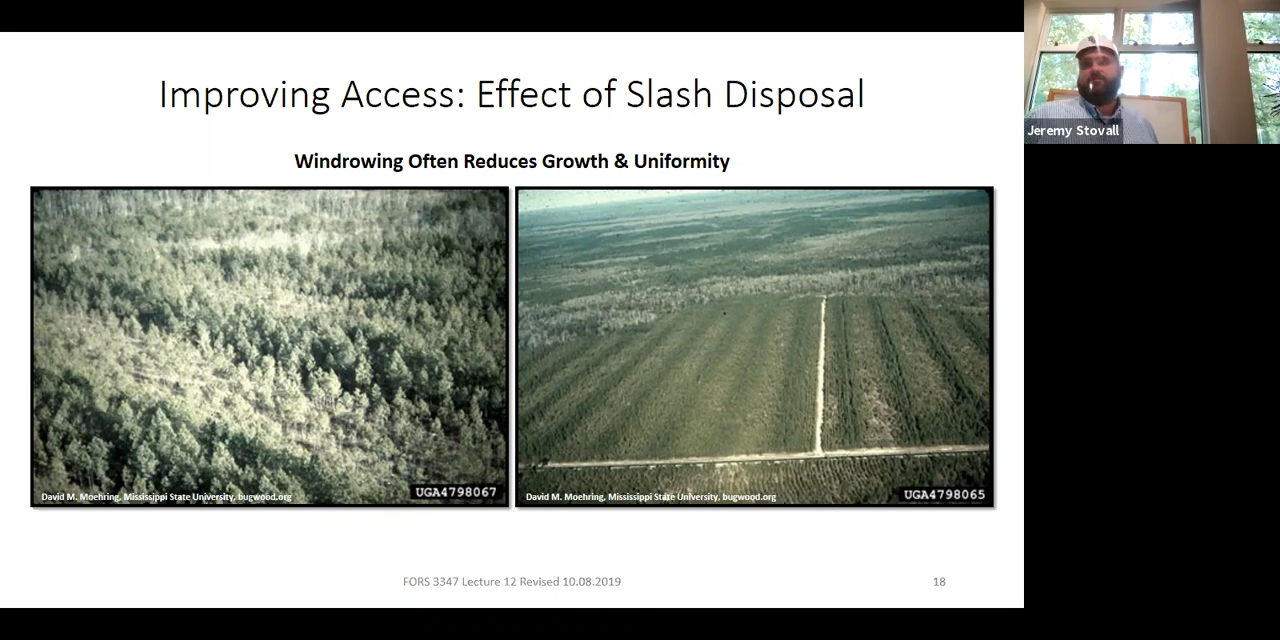 Improving Access: Effect of Slash Disposal
Windrowing Often Reduces Growth & Uniformity
David M. Moehring, Mississippi State University, bugwood.org
UGA4798067
David M. Moehring, Mississippi State University, bugwood.org
UGA4798065
FORS 3347 Lecture 12 Revised 10.08.2019
18
Jeremy Stovall